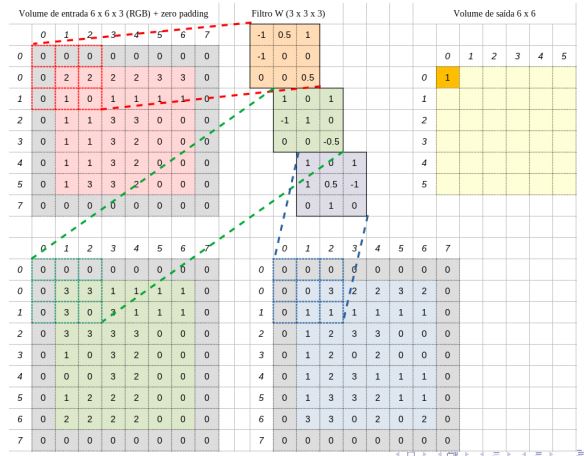 Volume de entrada 6 x 6 x 3 (RGB) + zero padding
0 1 2 3 4 5 6 7
0 0 0 0 0 0 0 0 0
0 0 2 2 2 2 3 3 0
1 0 1 0 1 1 1 1 0
2 0 1 1 3 3 0 0 0
3 0 1 1 3 2 0 0 0
4 0 1 1 3 2 0 0 0
5 0 1 3 3 2 0 0 0
7 0 0 0 0 0 0 0 0
Filtro W (3 x 3 x 3)
-1 0.5 1
-1 0 0
0 0 0.5
1 0 1
-1 1 0
0 0 -0.5
1 0 1
1 0.5 -1
0 1 0
Volume de saída 6 x 6
0 1 2 3 4 5
0 1
1
2
3
4
5
0 1 2 3 4 5 6 7
0 0 0 0 0 0 0 0 0
0 0 3 3 1 1 1 1 0
1 0 3 0 3 1 1 1 0
2 0 3 3 3 3 0 0 0
3 0 1 0 0 2 0 0 0
4 0 0 0 0 2 0 0 0
5 0 1 2 2 2 0 0 0
6 0 2 2 2 2 0 0 0
7 0 0 0 0 0 0 0 0
0 1 2 3 4 5 6 7
0 0 0 0 0 0 0 0 0
0 0 0 3 2 2 3 2 0
1 0 1 1 1 1 1 1 0
2 0 1 2 3 3 0 0 0
3 0 1 2 0 2 0 0 0
4 0 1 2 3 1 1 1 0
5 0 1 3 3 2 1 1 0
6 0 3 3 0 2 0 2 0
7 0 0 0 0 0 0 0 0